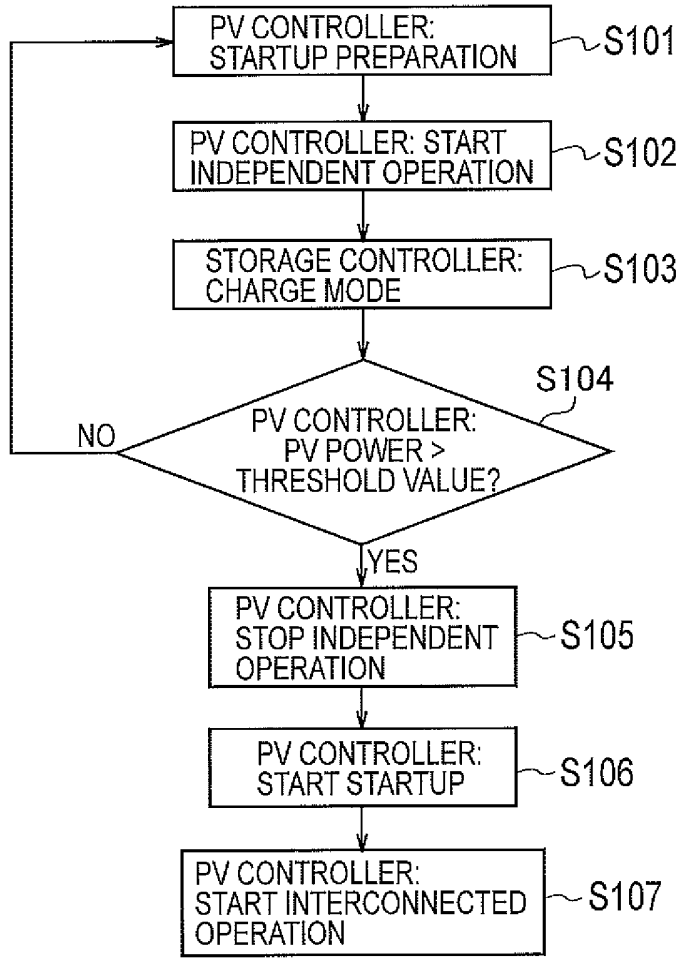 PV CONTROLLER:
STARTUP PREPARATION
S101
PV CONTROLLER: START
INDEPENDENT OPERATION
S102
STORAGE CONTROLLER:
CHARGE MODE
S103
S104
PV CONTROLLER:
PV POWER >
THRESHOLD VALUE?
NO
YES
PV CONTROLLER:
STOP INDEPENDENT
OPERATION
S105
PV CONTROLLER:
START STARTUP
S106
PV CONTROLLER:
START INTERCONNECTED
OPERATION
S107